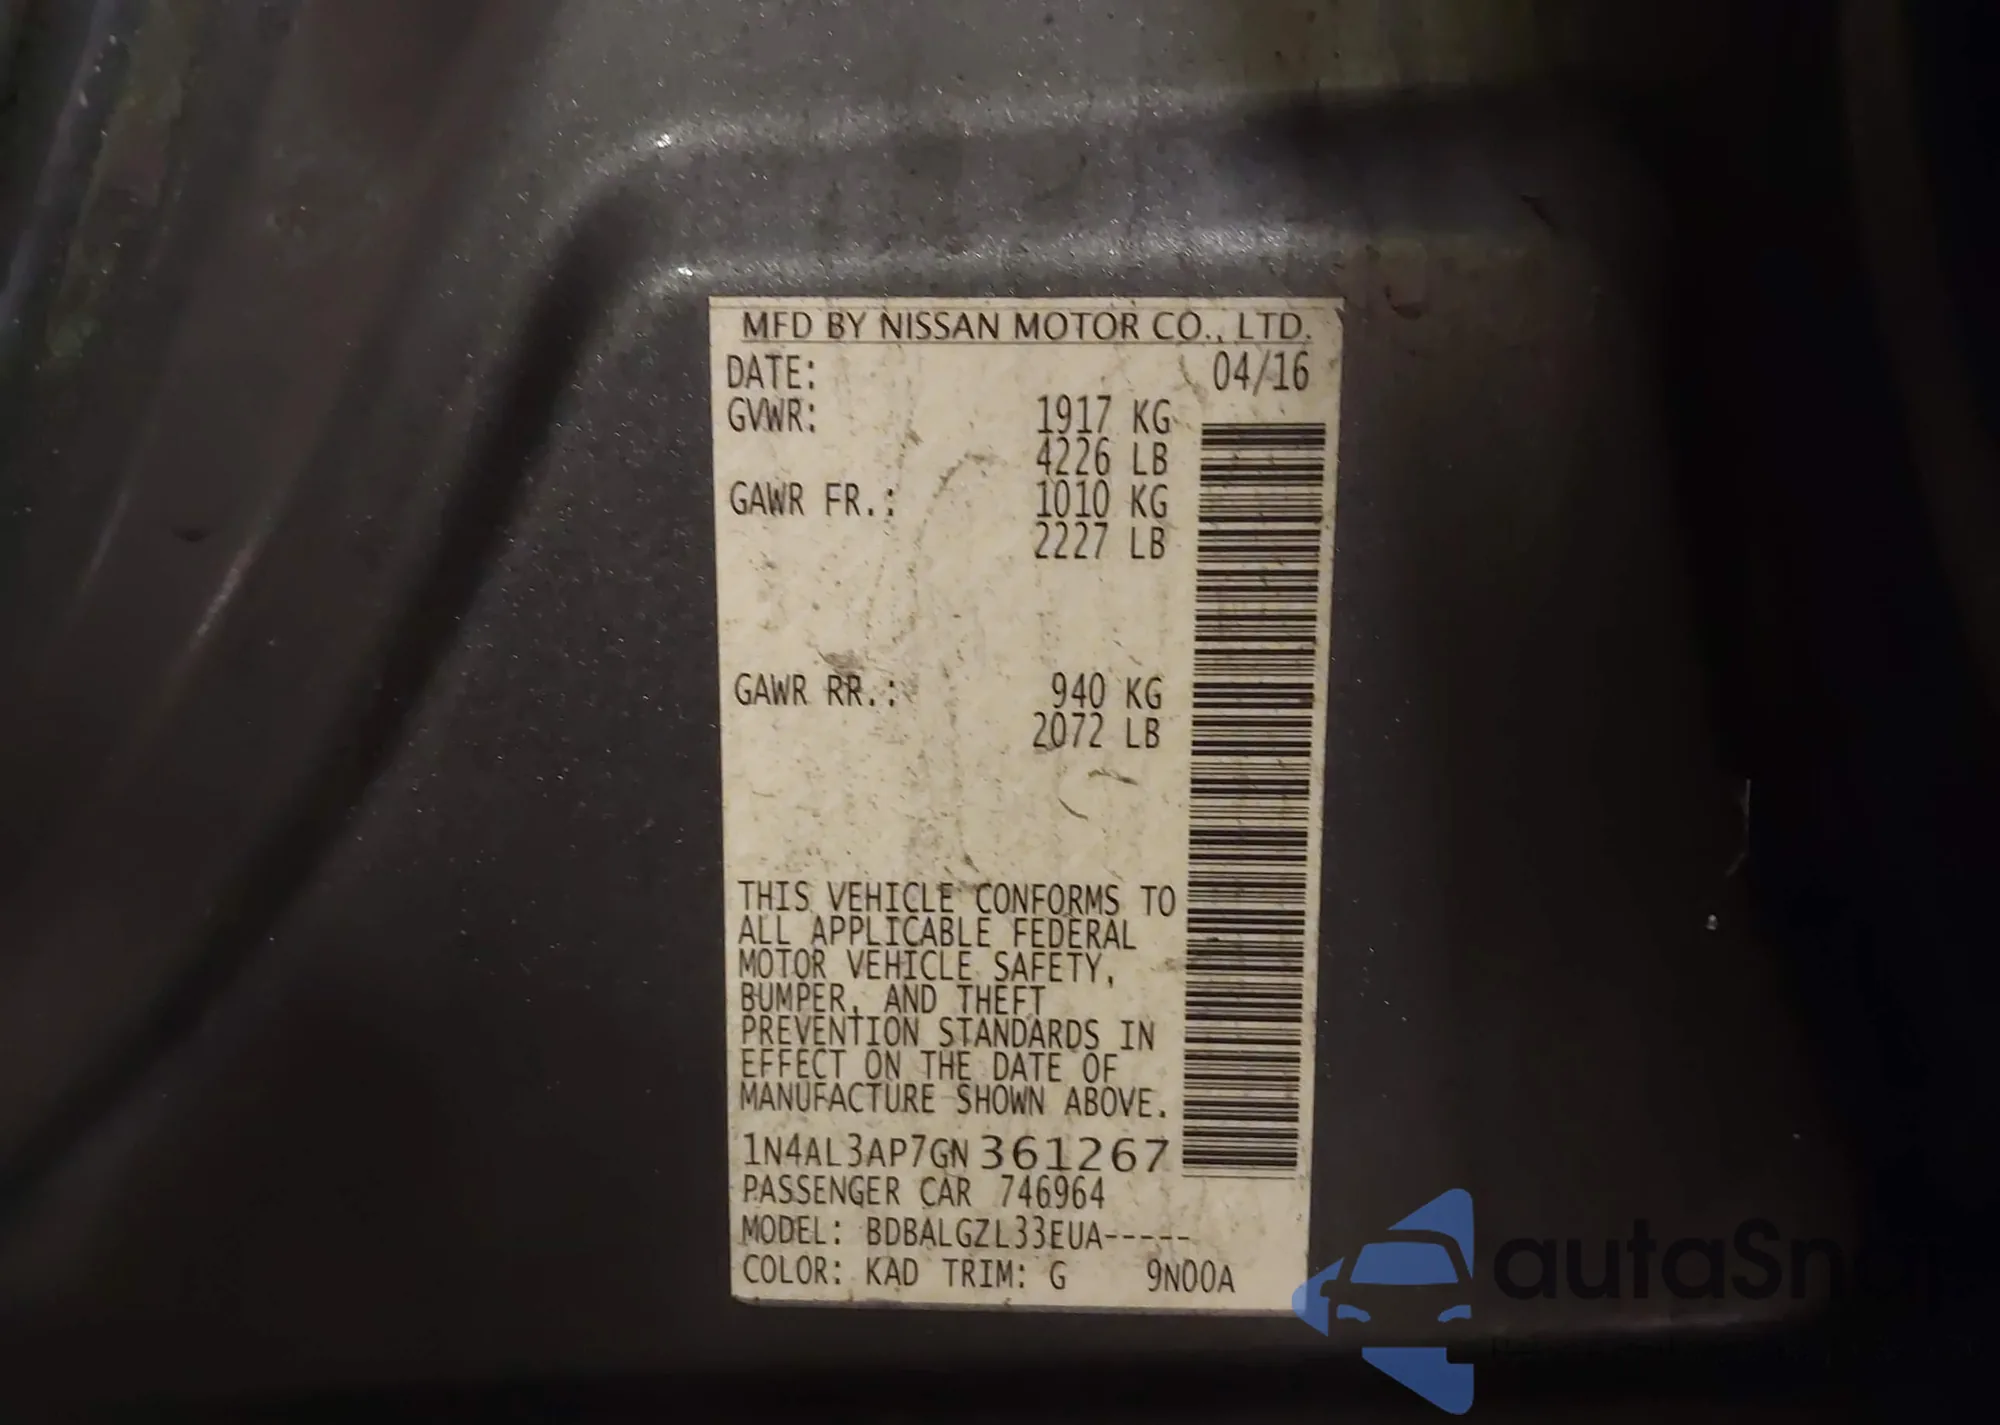 MFD BY NISSAN MOTOR CO., LTD.
DATE: 04/16
GVWR: 1917 KG
4226 LB
GAWR FR.: 1010 KG
2227 LB
GAWR RR.: 940 KG
2072 LB
THIS VEHICLE CONFORMS TO
ALL APPLICABLE FEDERAL
MOTOR VEHICLE SAFETY,
BUMPER, AND THEFT
PREVENTION STANDARDS IN
EFFECT ON THE DATE OF
MANUFACTURE SHOWN ABOVE.
1N4AL3AP7GN361267
PASSENGER CAR 746964
MODEL: BDBALGZL33EUA-----
COLOR: KAD TRIM: G 9N00A